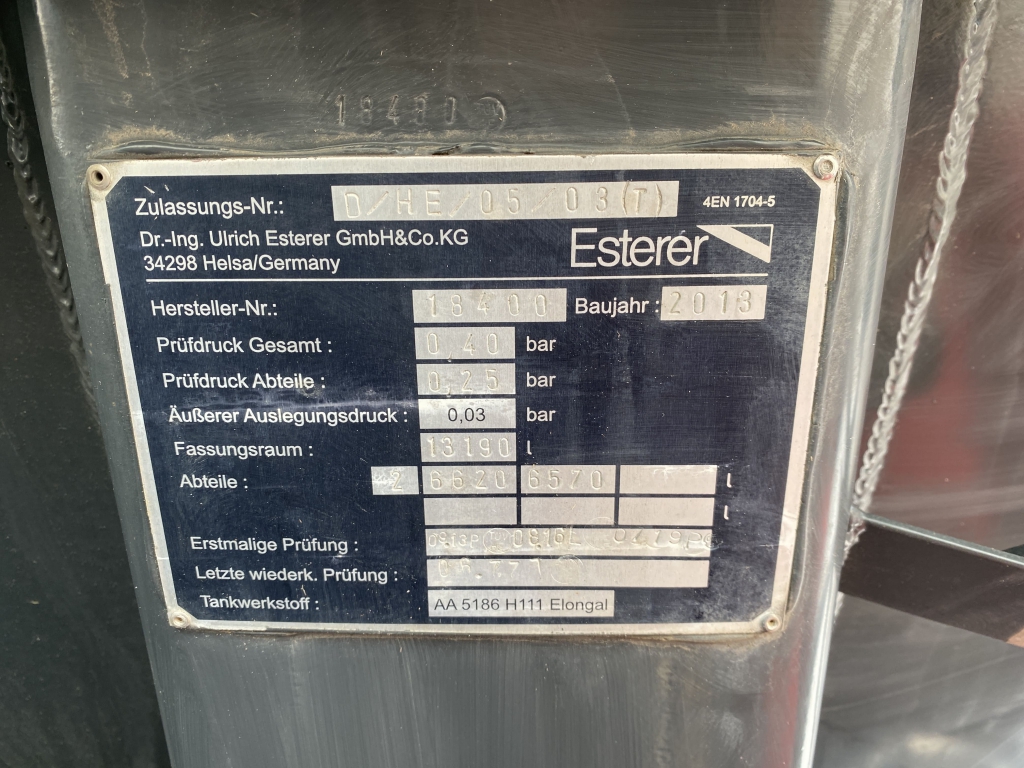 18400
Zulassungs-Nr.: D/HE/05/03(T) 4EN 1704-5
Dr.-Ing. Ulrich Esterer GmbH&Co.KG
34298 Helsa/Germany
Esterer
Hersteller-Nr.: 18400 Baujahr: 2013
Prüfdruck Gesamt: 0,40 bar
Prüfdruck Abteile: 0,25 bar
Äußerer Auslegungsdruck: 0,03 bar
Fassungsraum: 13190 l
Abteile: 2 6620 6570 l
l
Erstmalige Prüfung: 0913P 0816L
Letzte wiederk. Prüfung:
Tankwerkstoff: AA 5186 H111 Elongal